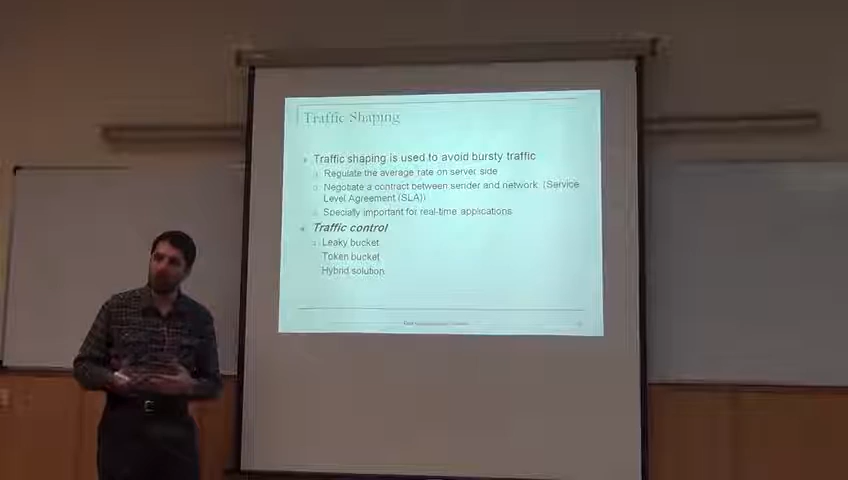 Traffic Shaping
Traffic shaping is used to avoid bursty traffic
Regulate the average rate on server side
Negotiate a contract between sender and network (Service
Level Agreement (SLA))
Specially important for real-time applications
Traffic control
Leaky bucket
Token bucket
Hybrid solution